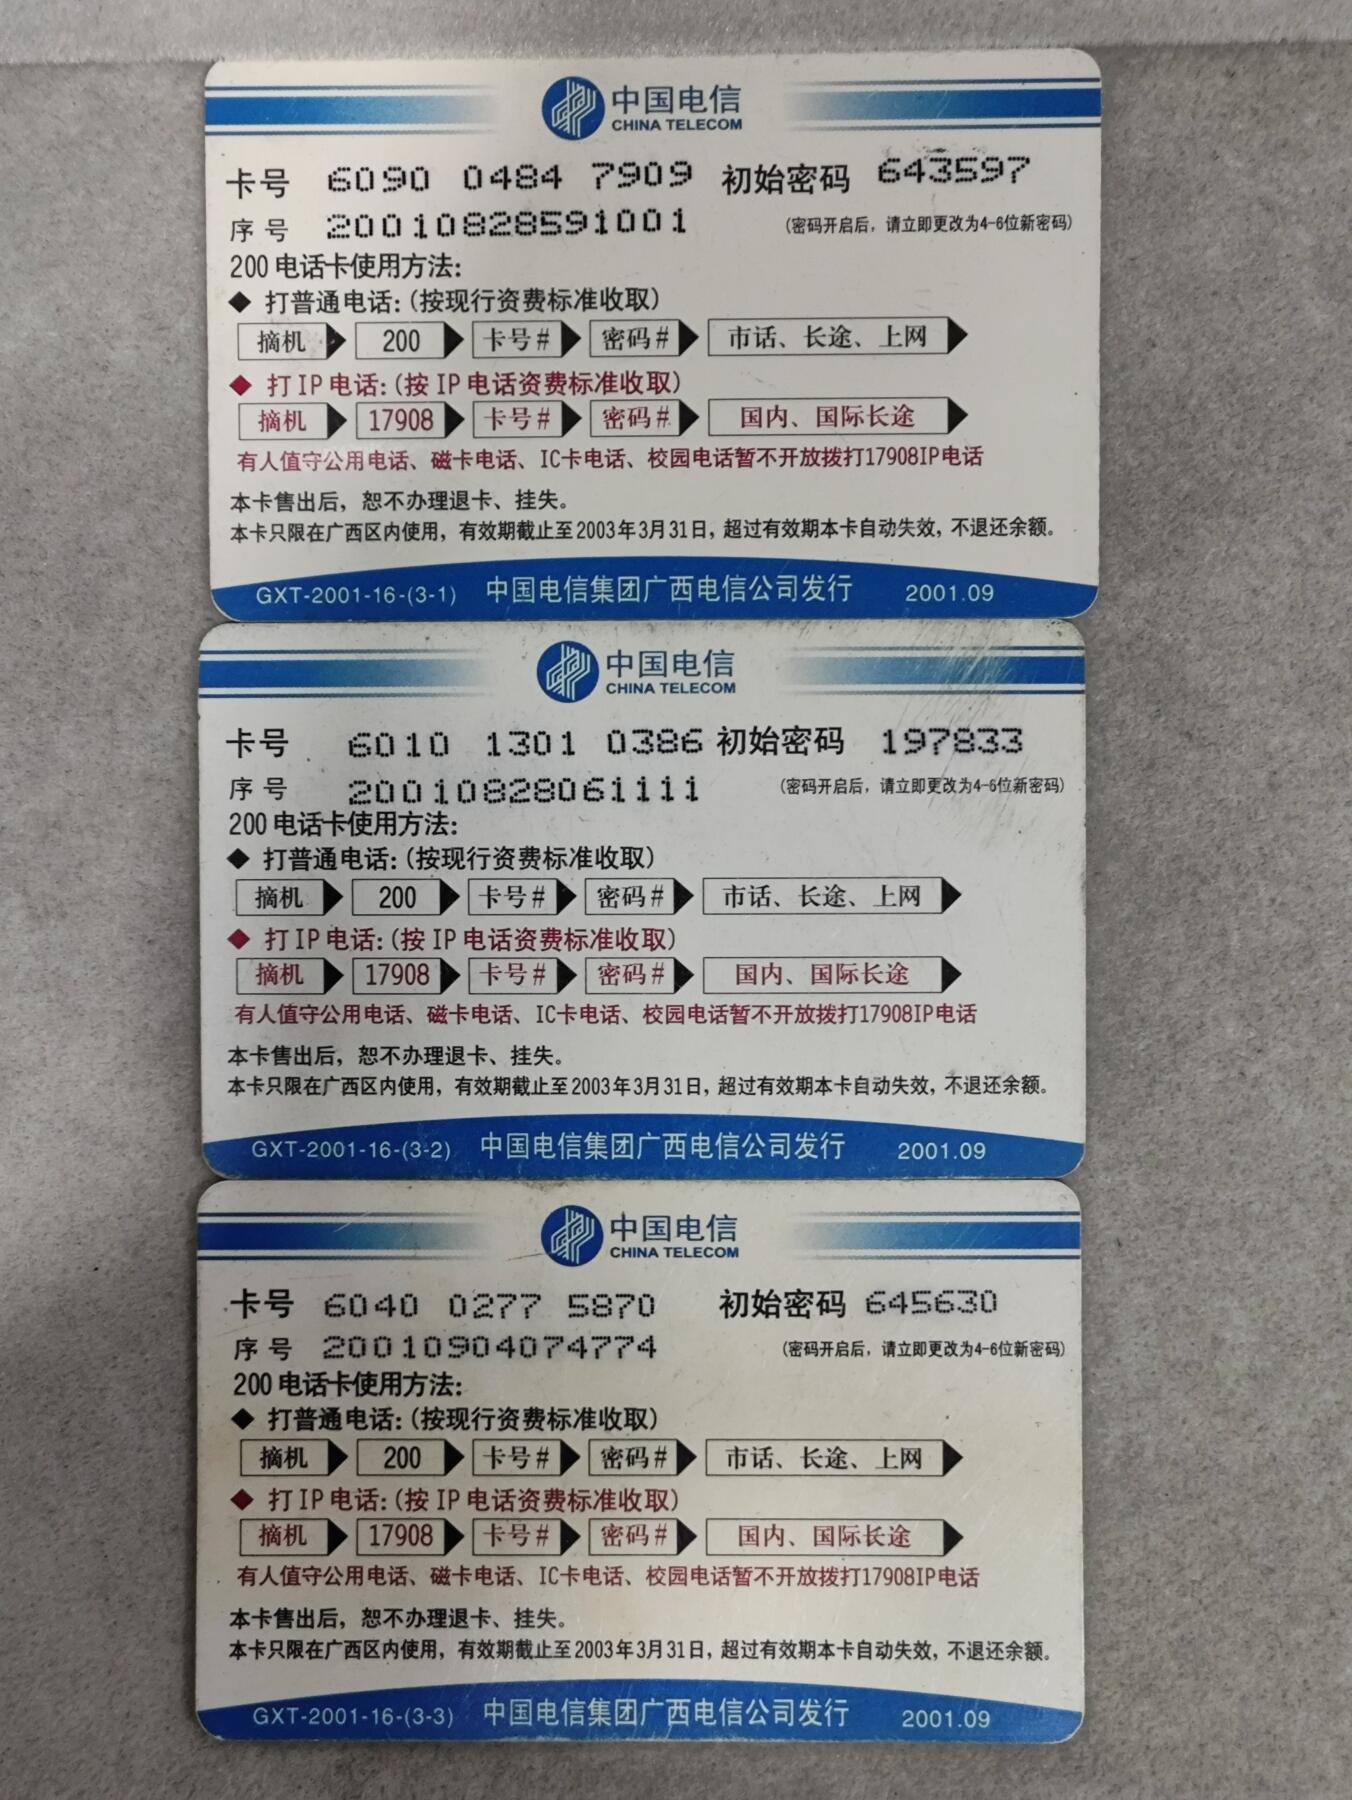 中国电信
CHINA TELECOM
卡号 6090 0484 7909 初始密码 643597
序号 20010828591001 (密码开启后，请立即更改为4-6位新密码)
200电话卡使用方法:
◆ 打普通电话:(按现行资费标准收取)
摘机 200 卡号# 密码# 市话、长途、上网
◆ 打IP电话:(按IP电话资费标准收取)
摘机 17908 卡号# 密码# 国内、国际长途
有人值守公用电话、磁卡电话、IC卡电话、校园电话暂不开放拨打17908IP电话
本卡售出后，恕不办理退卡、挂失。
本卡只限在广西区内使用，有效期截止至2003年3月31日，超过有效期本卡自动失效，不退还余额。
GXT-2001-16-(3-1) 中国电信集团广西电信公司发行 2001.09
中国电信
CHINA TELECOM
卡号 6010 1301 0386 初始密码 197833
序号 20010828061111 (密码开启后，请立即更改为4-6位新密码)
200电话卡使用方法:
◆ 打普通电话:(按现行资费标准收取)
摘机 200 卡号# 密码# 市话、长途、上网
◆ 打IP电话:(按IP电话资费标准收取)
摘机 17908 卡号# 密码# 国内、国际长途
有人值守公用电话、磁卡电话、IC卡电话、校园电话暂不开放拨打17908IP电话
本卡售出后，恕不办理退卡、挂失。
本卡只限在广西区内使用，有效期截止至2003年3月31日，超过有效期本卡自动失效，不退还余额。
GXT-2001-16-(3-2) 中国电信集团广西电信公司发行 2001.09
中国电信
CHINA TELECOM
卡号 6040 0277 5870 初始密码 645630
序号 20010904074774 (密码开启后，请立即更改为4-6位新密码)
200电话卡使用方法:
◆ 打普通电话:(按现行资费标准收取)
摘机 200 卡号# 密码# 市话、长途、上网
◆ 打IP电话:(按IP电话资费标准收取)
摘机 17908 卡号# 密码# 国内、国际长途
有人值守公用电话、磁卡电话、IC卡电话、校园电话暂不开放拨打17908IP电话
本卡售出后，恕不办理退卡、挂失。
本卡只限在广西区内使用，有效期截止至2003年3月31日，超过有效期本卡自动失效，不退还余额。
GXT-2001-16-(3-3) 中国电信集团广西电信公司发行 2001.09